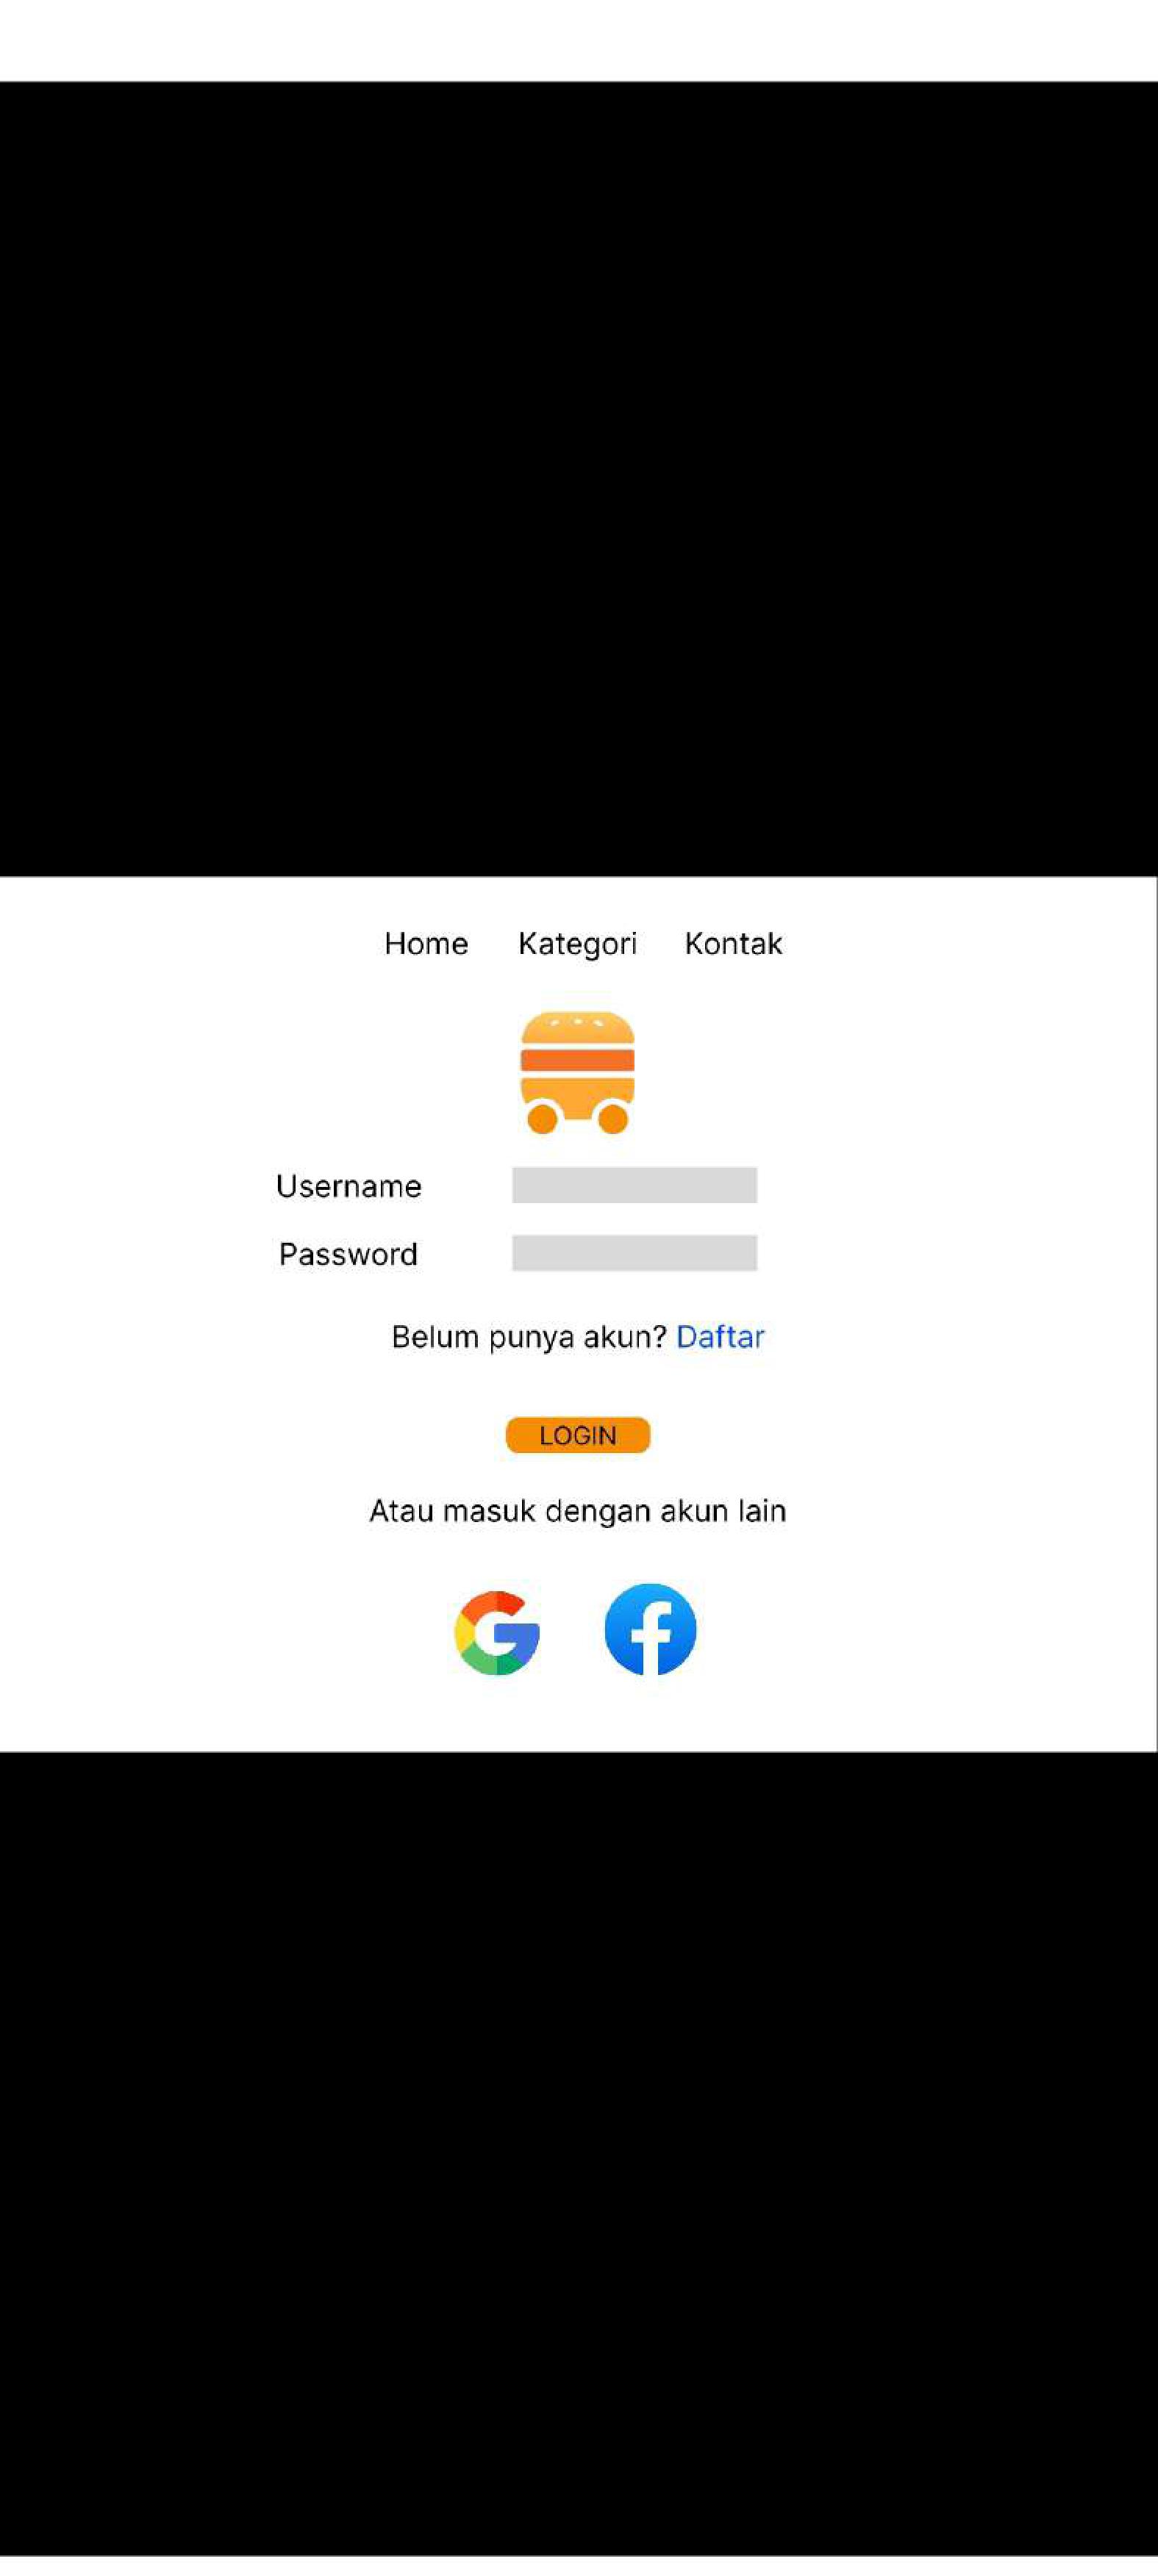 Home Kategori Kontak
Username
Password
Belum punya akun? Daftar
LOGIN
Atau masuk dengan akun lain